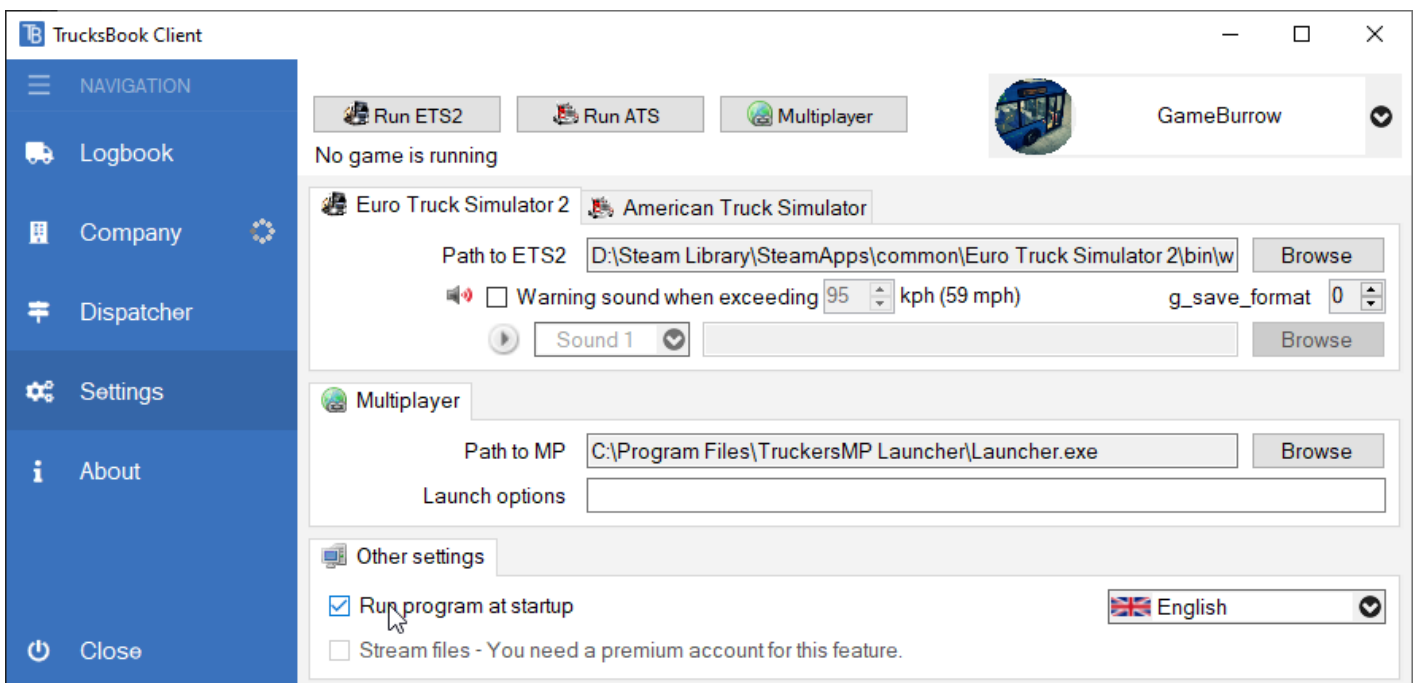 TB TrucksBook Client
NAVIGATION
Logbook
Company
Dispatcher
Settings
About
Close
Run ETS2 Run ATS Multiplayer
GameBurrow
No game is running
Euro Truck Simulator 2 American Truck Simulator
Path to ETS2 D:\Steam Library\SteamApps\common\Euro Truck Simulator 2\bin\w Browse
Warning sound when exceeding 95 kph (59 mph) g_save_format 0
Sound 1 Browse
Multiplayer
Path to MP C:\Program Files\TruckersMP Launcher\Launcher.exe Browse
Launch options
Other settings
Run program at startup English
Stream files - You need a premium account for this feature.